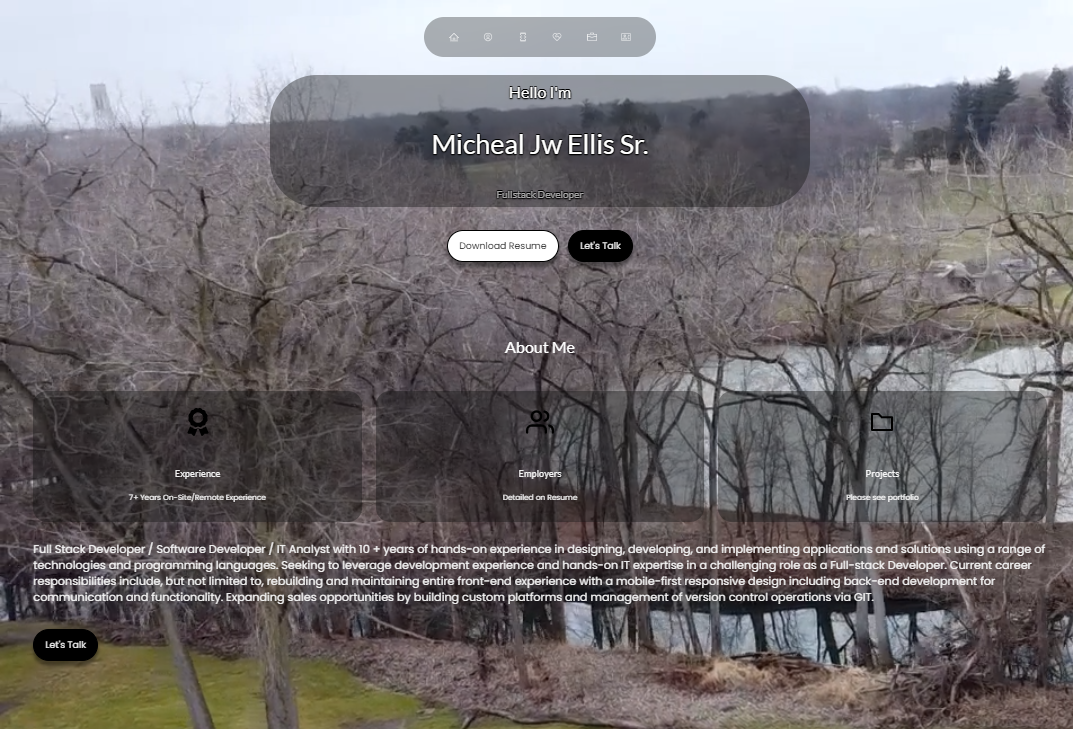 Hello I'm
Micheal Jw Ellis Sr.
Fullstack Developer
Download Resume
Let's Talk
About Me
Experience
7+ Years On-Site/Remote Experience
Employers
Detailed on Resume
Projects
Please see portfolio
Full Stack Developer / Software Developer / IT Analyst with 10 + years of hands-on experience in designing, developing, and implementing applications and solutions using a range of
technologies and programming languages. Seeking to leverage development experience and hands-on IT expertise in a challenging role as a Full-stack Developer. Current career
responsibilities include, but not limited to, rebuilding and maintaining entire front-end experience with a mobile-first responsive design including back-end development for
communication and functionality. Expanding sales opportunities by building custom platforms and management of version control operations via GIT.
Let's Talk